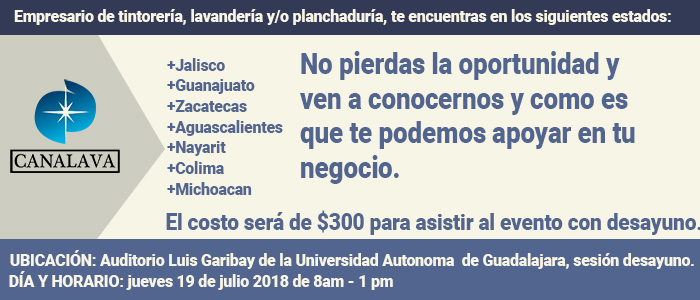 Empresario de tintorería, lavandería y/o planchaduría, te encuentras en los siguientes estados:
CANALAVA
+Jalisco
+Guanajuato
+Zacatecas
+Aguascalientes
+Nayarit
+Colima
+Michoacan
No pierdas la oportunidad y
ven a conocernos y como es
que te podemos apoyar en tu
negocio.
El costo será de $300 para asistir al evento con desayuno.
UBICACIÓN: Auditorio Luis Garibay de la Universidad Autonoma de Guadalajara, sesión desayuno.
DÍA Y HORARIO: jueves 19 de julio 2018 de 8am - 1 pm